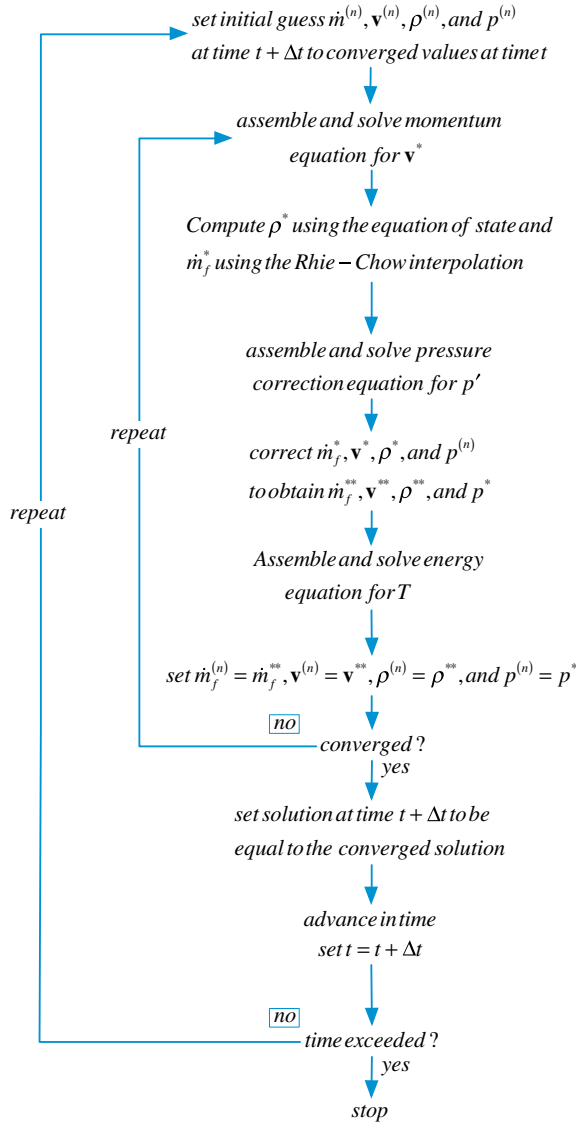 set initial guess ṁ⁽ⁿ⁾, v⁽ⁿ⁾, ρ⁽ⁿ⁾, and p⁽ⁿ⁾
at time t + Δt to converged values at time t
assemble and solve momentum
equation for v*
Compute ρ* using the equation of state and
ṁ_f* using the Rhie – Chow interpolation
assemble and solve pressure
correction equation for p′
repeat
correct ṁ_f*, v*, ρ*, and p⁽ⁿ⁾
to obtain ṁ_f**, v**, ρ**, and p*
repeat
Assemble and solve energy
equation for T
set ṁ_f⁽ⁿ⁾ = ṁ_f**, v⁽ⁿ⁾ = v**, ρ⁽ⁿ⁾ = ρ**, and p⁽ⁿ⁾ = p*
no
converged ?
yes
set solution at time t + Δt to be
equal to the converged solution
advance in time
set t = t + Δt
no
time exceeded ?
yes
stop